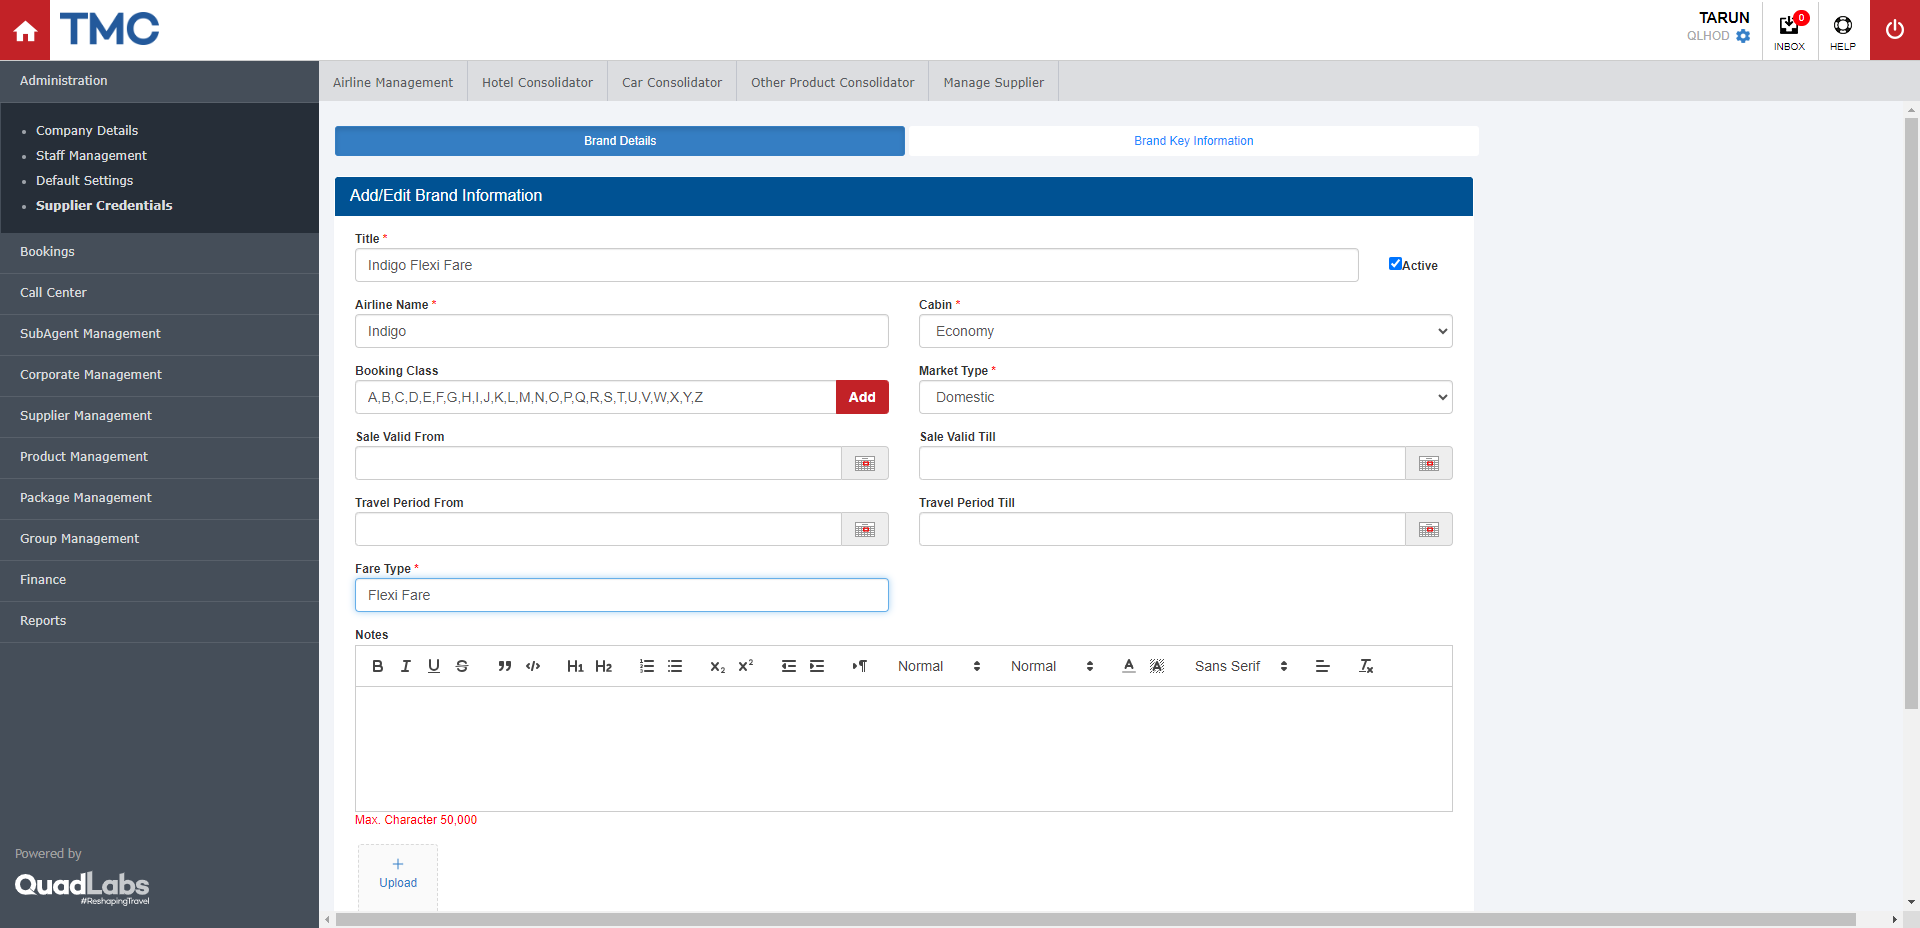 TMC
TARUN
QLHOD
0
INBOX
HELP
Administration
Company Details
Staff Management
Default Settings
Supplier Credentials
Bookings
Call Center
SubAgent Management
Corporate Management
Supplier Management
Product Management
Package Management
Group Management
Finance
Reports
Powered by
QuadLabs
#ReshapingTravel
Airline Management
Hotel Consolidator
Car Consolidator
Other Product Consolidator
Manage Supplier
Brand Details
Brand Key Information
Add/Edit Brand Information
Title *
Indigo Flexi Fare
Active
Airline Name *
Cabin *
Indigo
Economy
Booking Class
Market Type *
A,B,C,D,E,F,G,H,I,J,K,L,M,N,O,P,Q,R,S,T,U,V,W,X,Y,Z
Add
Domestic
Sale Valid From
Sale Valid Till
Travel Period From
Travel Period Till
Fare Type *
Flexi Fare
Notes
B I U S H1 H2 x2 x2 Normal Normal A A Sans Serif Tx
Max. Character 50,000
+
Upload